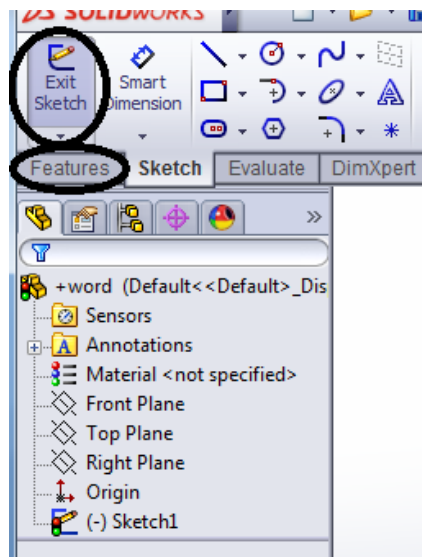 SOLIDWORKS
Exit Sketch
Smart Dimension
Features Sketch Evaluate DimXpert
+word (Default<<Default>_Dis
Sensors
Annotations
Material <not specified>
Front Plane
Top Plane
Right Plane
Origin
(-) Sketch1